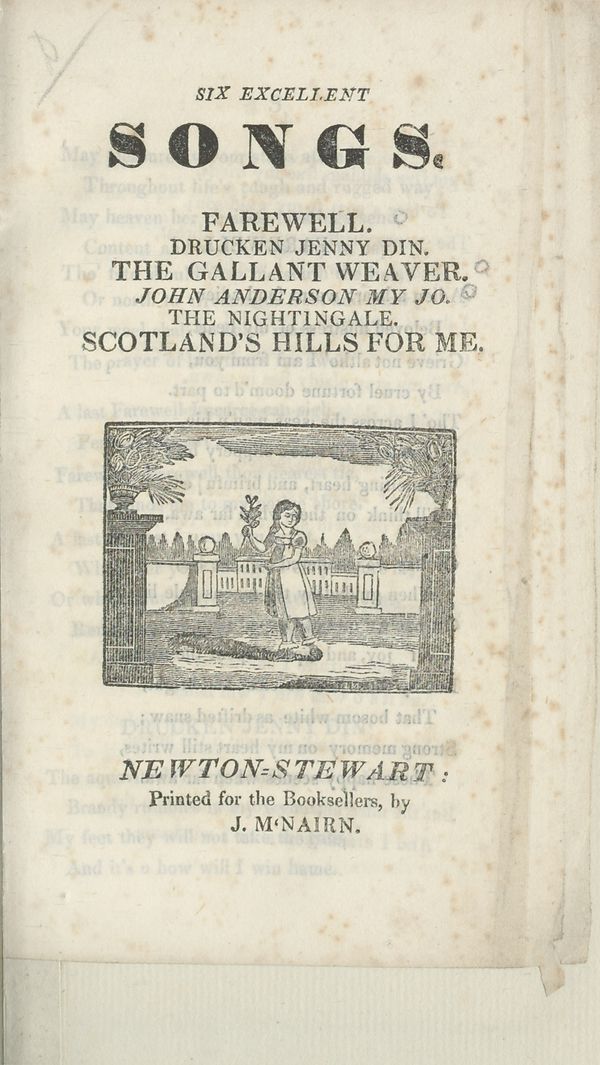 SIX EXCELLENT
SONGS.
FAREWELL.
DRUCKEN JENNY DIN.
THE GALLANT WEAVER.
JOHN ANDERSON MY JO.
THE NIGHTINGALE.
SCOTLAND'S HILLS FOR ME.
NEWTON-STEWART:
Printed for the Booksellers, by
J. M‘NAIRN.